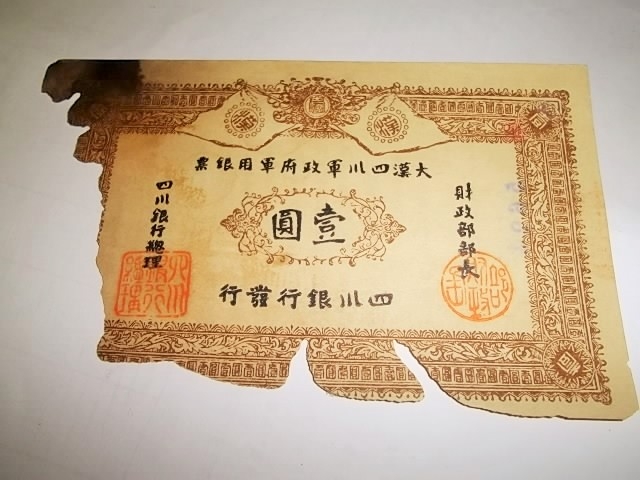 漢
大漢四川軍政府軍用銀票
壹圓
四川銀行發行
財政部部長
四川銀行總理